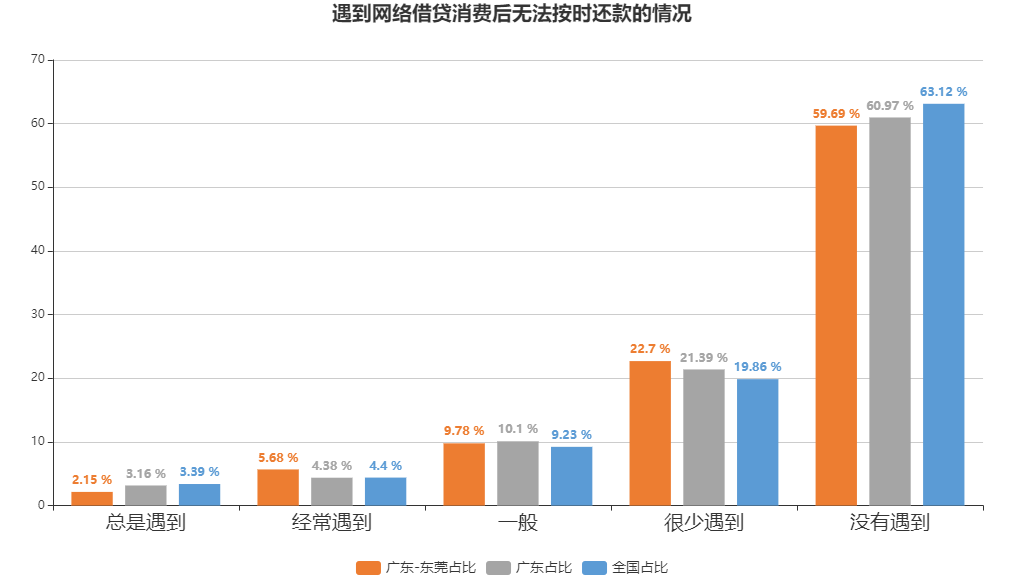 遇到网络借贷消费后无法按时还款的情况
70
60
50
40
30
20
10
0
2.15 %
3.16 %
3.39 %
5.68 %
4.38 %
4.4 %
9.78 %
10.1 %
9.23 %
22.7 %
21.39 %
19.86 %
59.69 %
60.97 %
63.12 %
总是遇到
经常遇到
一般
很少遇到
没有遇到
广东-东莞占比
广东占比
全国占比